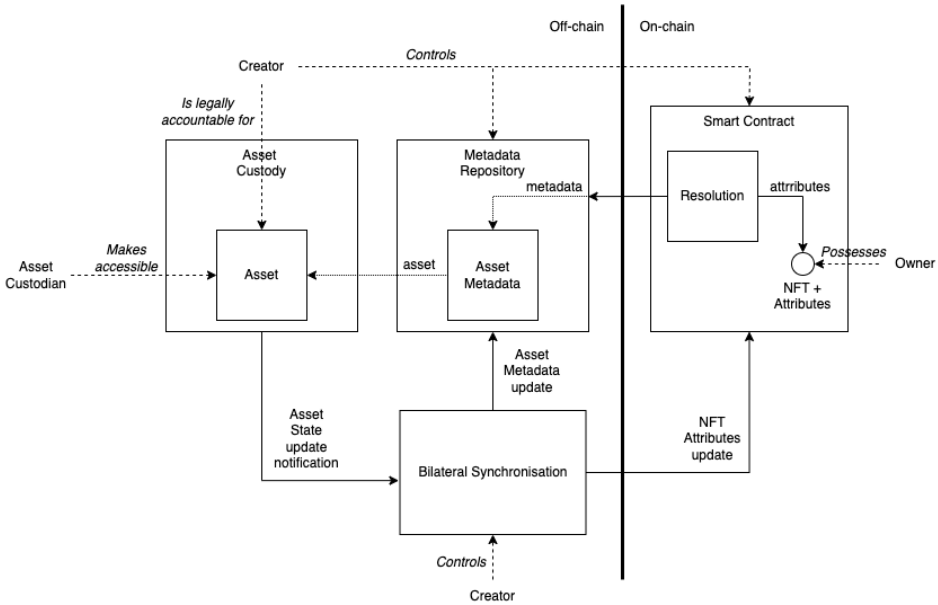 Off-chain
On-chain
Creator
Controls
Is legally
accountable for
Asset
Custody
Metadata
Repository
Smart Contract
metadata
Resolution
attrributes
Makes
accessible
Asset
Custodian
Asset
asset
Asset
Metadata
Possesses
Owner
NFT +
Attributes
Asset
Metadata
update
Asset
State
update
notification
NFT
Attributes
update
Bilateral Synchronisation
Controls
Creator